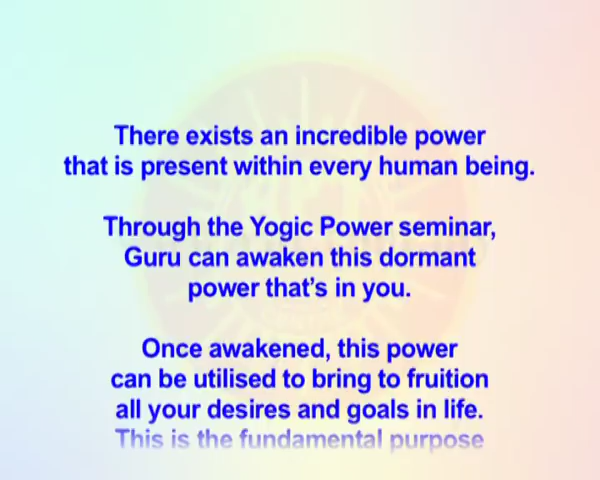 There exists an incredible power
that is present within every human being.
Through the Yogic Power seminar,
Guru can awaken this dormant
power that's in you.
Once awakened, this power
can be utilised to bring to fruition
all your desires and goals in life.
This is the fundamental purpose